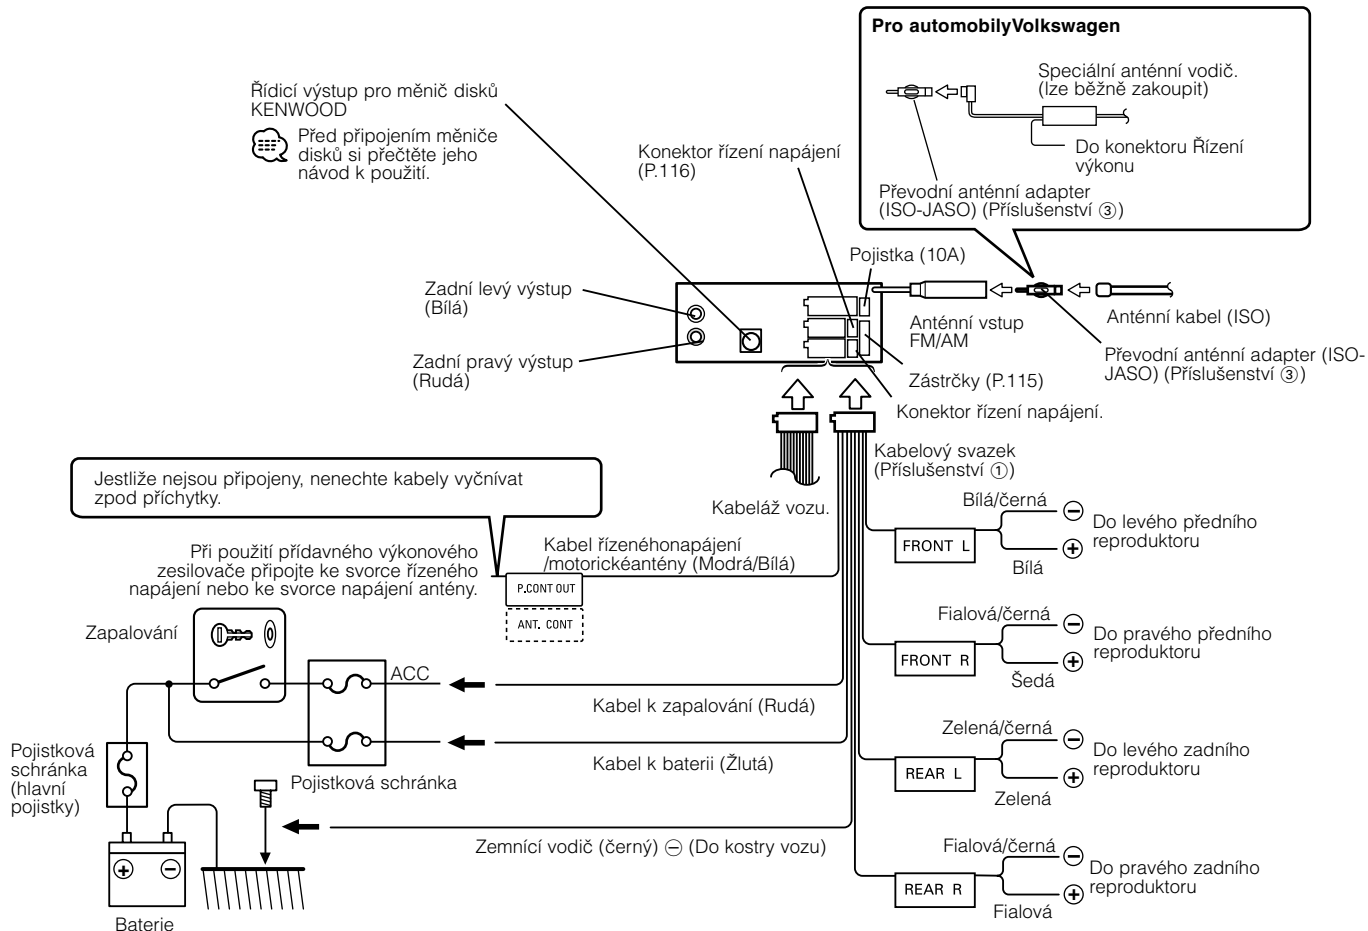 Pro automobilyVolkswagen
Speciální anténní vodič.
(lze běžně zakoupit)
Do konektoru Řízení
výkonu
Převodní anténní adapter
(ISO-JASO) (Příslušenství ③)
Řídicí výstup pro měnič disků
KENWOOD
Před připojením měniče
disků si přečtěte jeho
návod k použití.
Konektor řízení napájení
(P.116)
Pojistka (10A)
Zadní levý výstup
(Bílá)
Zadní pravý výstup
(Rudá)
Anténní vstup
FM/AM
Anténní kabel (ISO)
Převodní anténní adapter (ISO-
JASO) (Příslušenství ③)
Zástrčky (P.115)
Konektor řízení napájení.
Kabelový svazek
(Příslušenství ①)
Kabeláž vozu.
Jestliže nejsou připojeny, nenechte kabely vyčnívat
zpod příchytky.
Při použití přídavného výkonového
zesilovače připojte ke svorce řízeného
napájení nebo ke svorce napájení antény.
Kabel řízenéhonapájení
/motorickéantény (Modrá/Bílá)
P.CONT OUT
ANT. CONT
Bílá/černá
⊖
FRONT L
⊕
Bílá
Do levého předního
reproduktoru
Fialová/černá
⊖
FRONT R
⊕
Šedá
Do pravého předního
reproduktoru
Zelená/černá
⊖
REAR L
⊕
Zelená
Do levého zadního
reproduktoru
Fialová/černá
⊖
REAR R
⊕
Fialová
Do pravého zadního
reproduktoru
Zapalování
ACC
Kabel k zapalování (Rudá)
Kabel k baterii (Žlutá)
Pojistková
schránka
(hlavní
pojistky)
Pojistková schránka
Zemnící vodič (černý) ⊖ (Do kostry vozu)
⊕ ⊖
Baterie